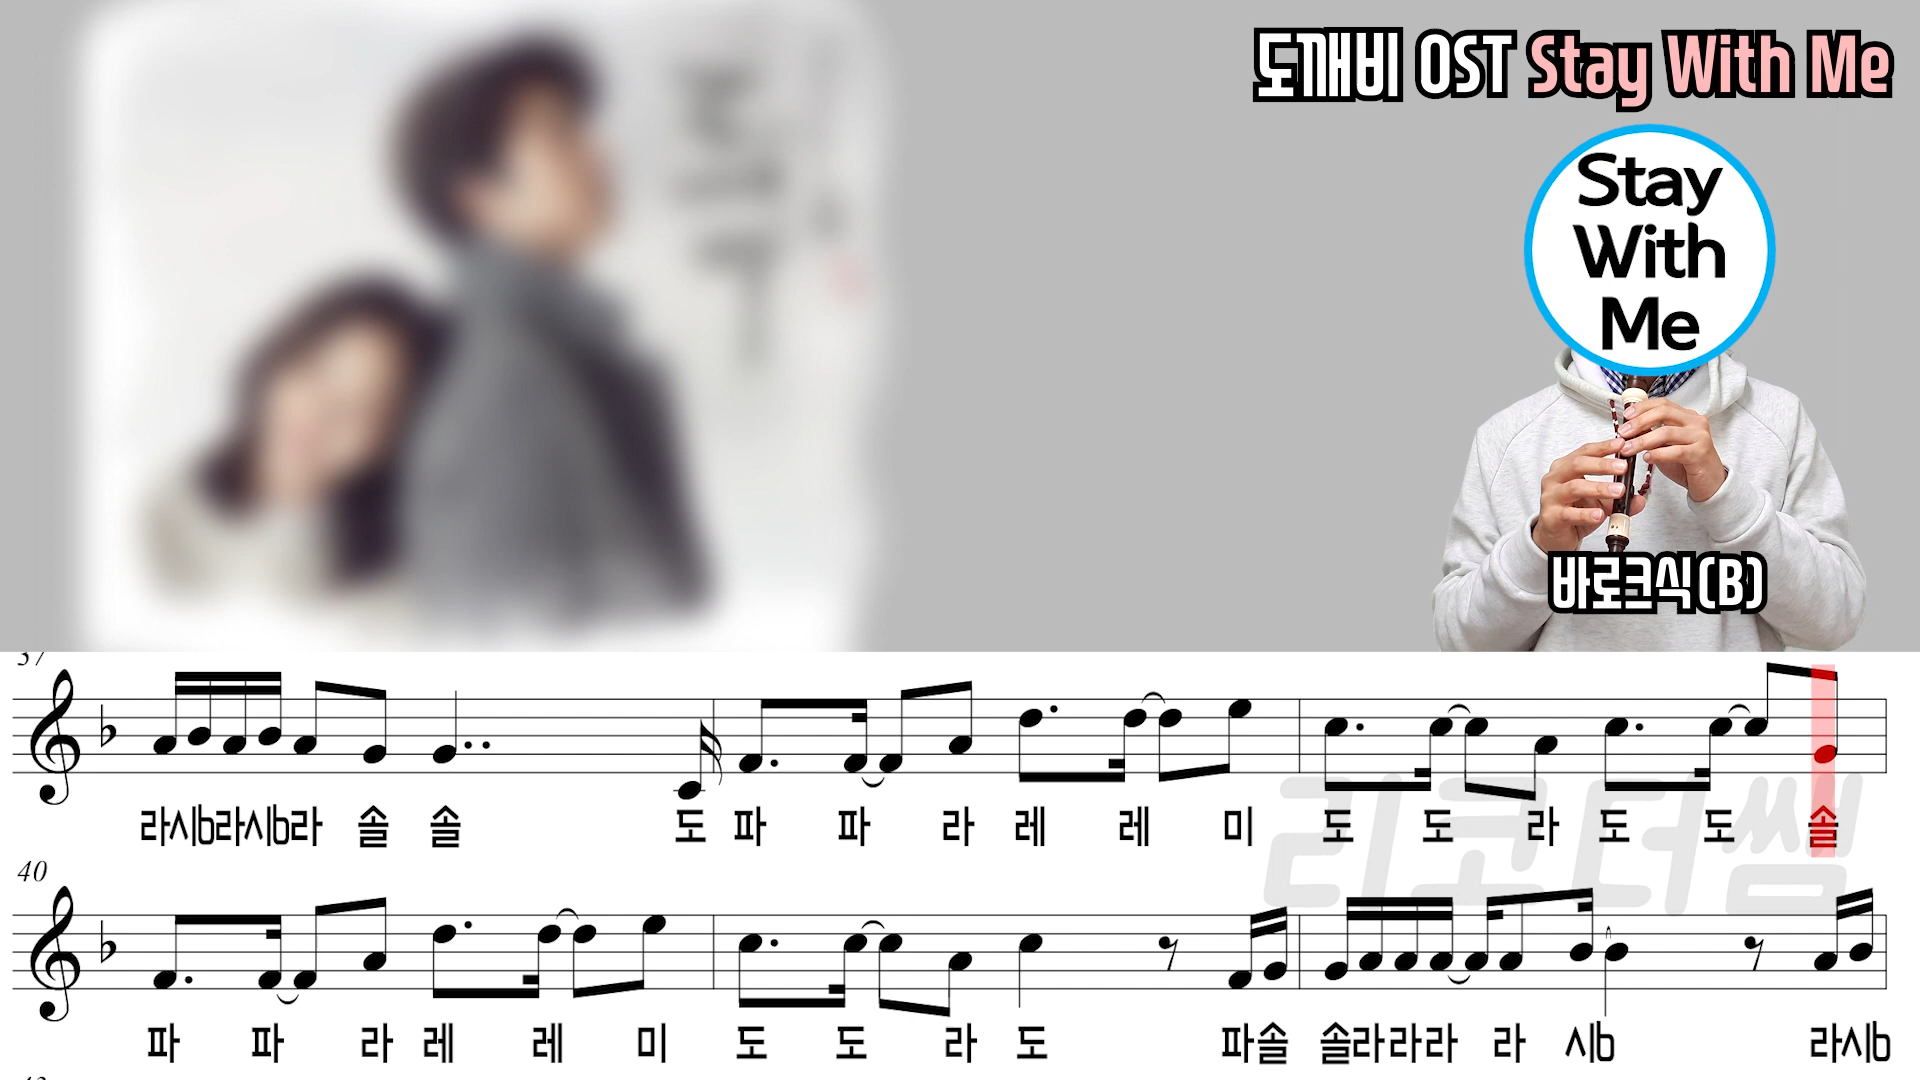 도깨비 OST Stay With Me
Stay
With
Me
바로크식(B)
37
라시b라시b라 솔 솔 도 파 파 라 레 레 미 도 도 라 도 도 솔
리코더씸
40
파 파 라 레 레 미 도 도 라 도 파솔 솔라라라 라 시b 라시b